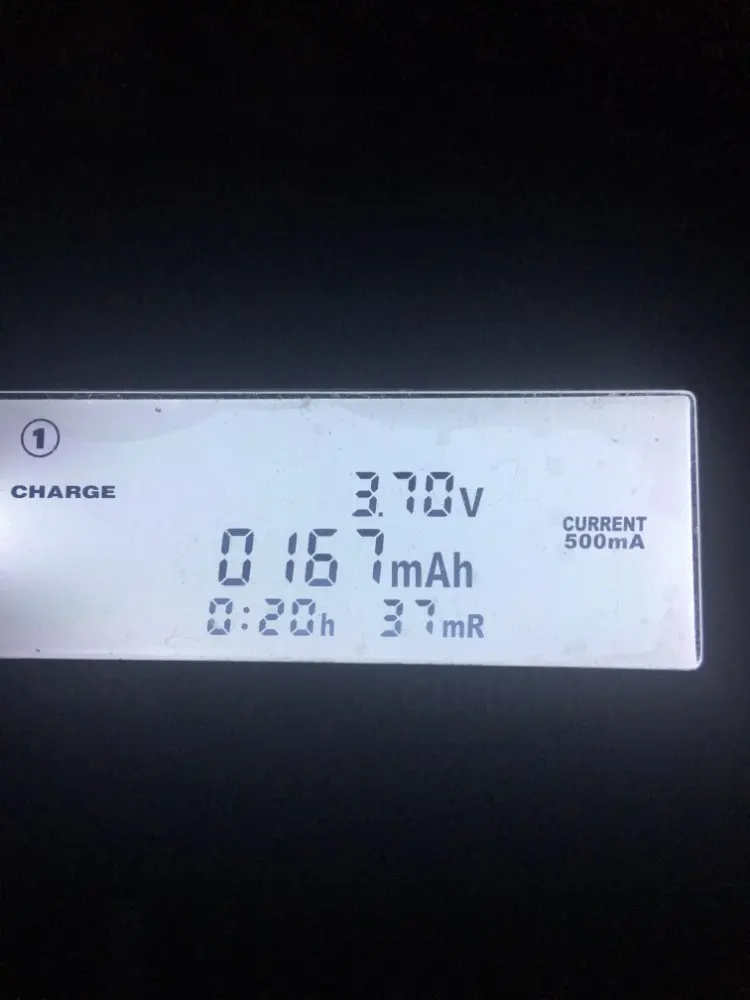 1
CHARGE
3.70V
CURRENT
500mA
0167mAh
0:20h 37mR